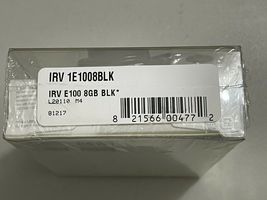 IRV 1E1008BLK
IRV E100 8GB BLK*
L20110 M4
01217
8 21566 00477 2